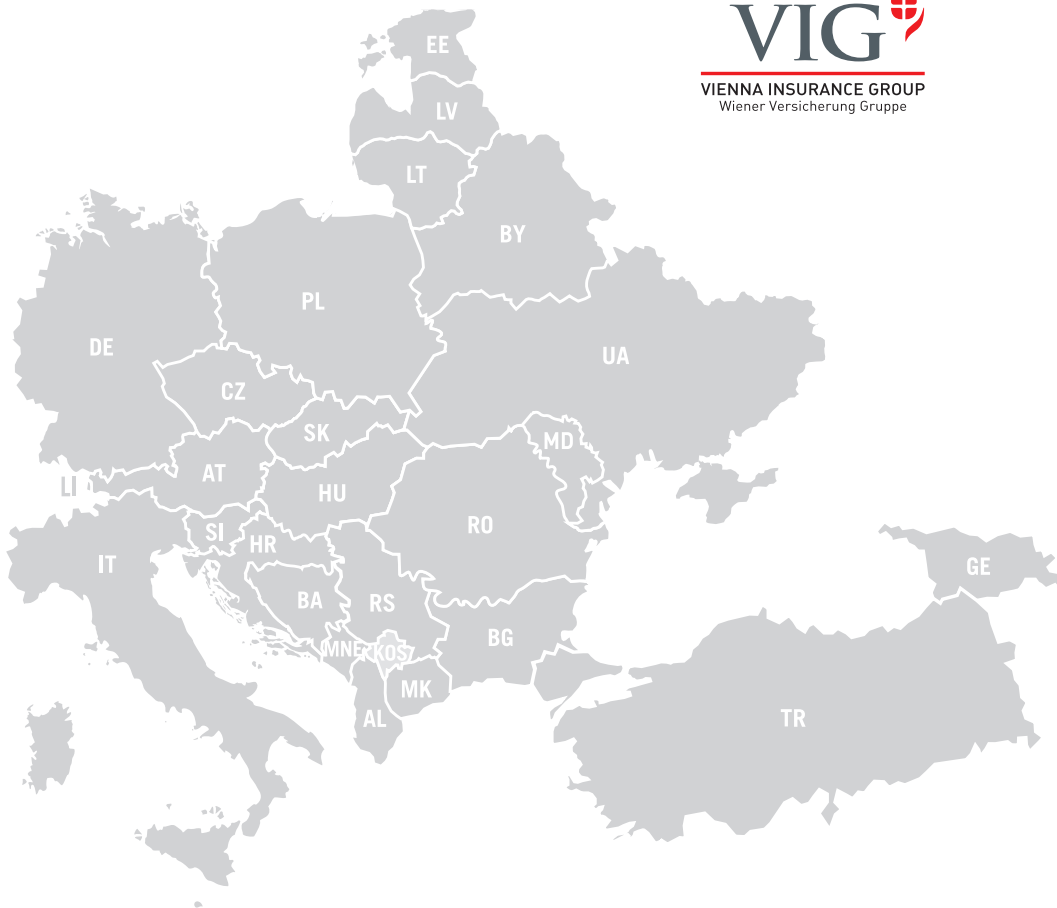 VIG
VIENNA INSURANCE GROUP
Wiener Versicherung Gruppe
EE
LV
LT
BY
PL
DE
UA
CZ
SK
MD
AT
LI
HU
RO
SI
HR
IT
GE
BA
RS
BG
MNE
KOS
MK
AL
TR